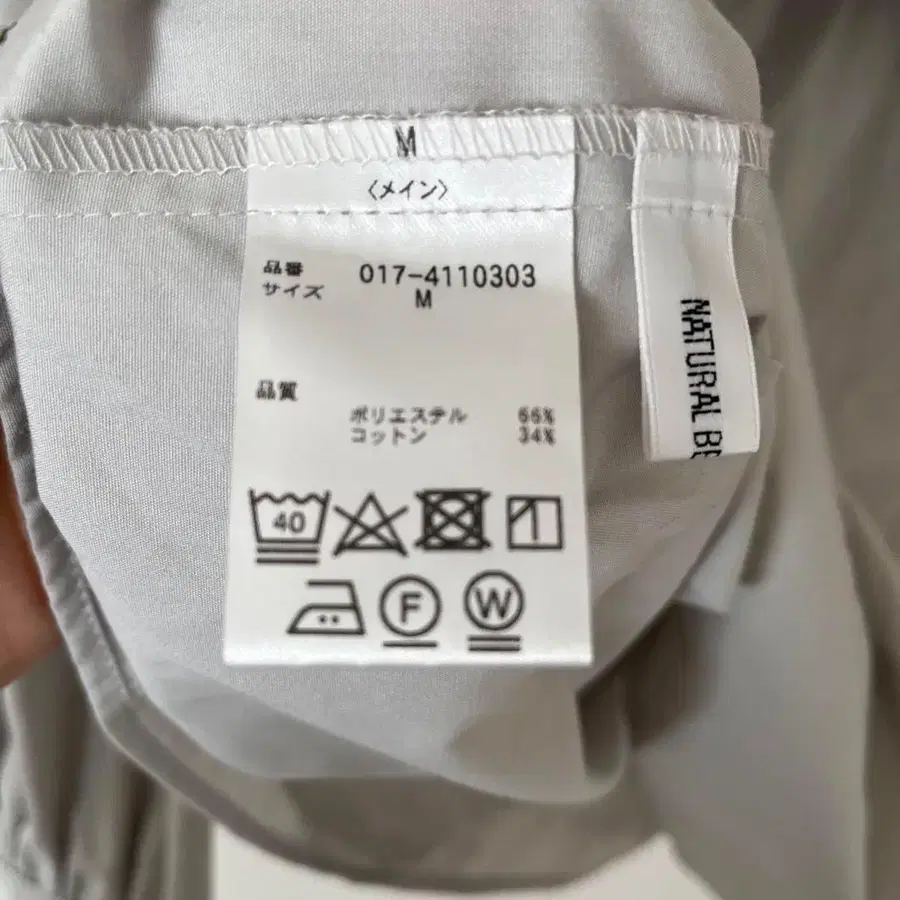 M
〈メイン〉
品番 017-4110303
サイズ M
品質
ポリエステル 66%
コットン 34%
40
F
W
NATURAL